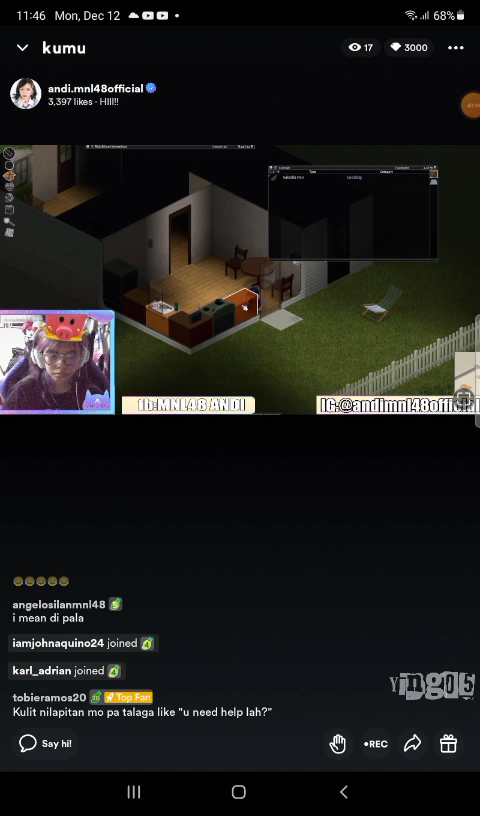 11:46 Mon, Dec 12
68%
kumu
17
3000
andi.mnl48official
3,397 likes · HIII!!
fb:MNL48 ANDI
IG:@andimnl48official
angelosilanmnl48
i mean di pala
iamjohnaquino24 joined
karl_adrian joined
tobieramos20 Top Fan
Kulit nilapitan mo pa talaga like "u need help lah?"
yingo5
Say hi!
•REC